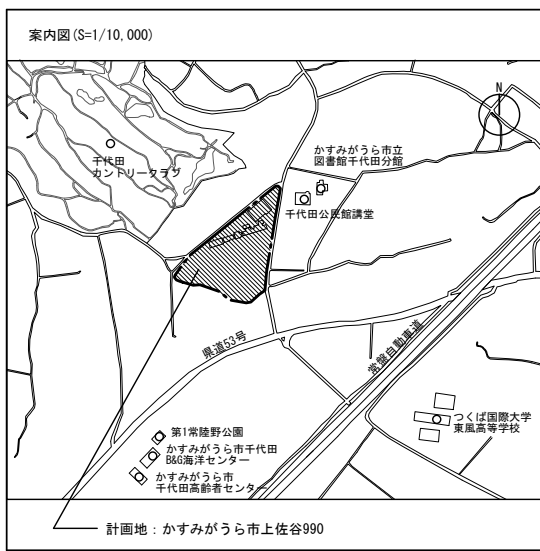 案内図(S=1/10,000)
N
かすみがうら市立
図書館千代田分館
千代田
カントリークラブ
千代田公民館講堂
県道53号
常盤自動車道
つくば国際大学
東風高等学校
第1常陸野公園
かすみがうら市千代田
B&G海洋センター
かすみがうら市
千代田高齢者センター
計画地：かすみがうら市上佐谷990